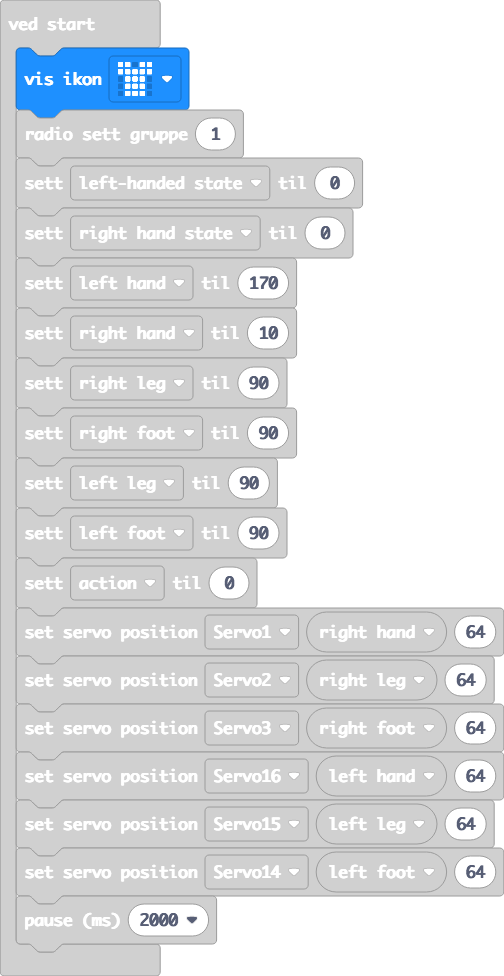 ved start
vis ikon
radio sett gruppe 1
sett left-handed state til 0
sett right hand state til 0
sett left hand til 170
sett right hand til 10
sett right leg til 90
sett right foot til 90
sett left leg til 90
sett left foot til 90
sett action til 0
set servo position Servo1 right hand 64
set servo position Servo2 right leg 64
set servo position Servo3 right foot 64
set servo position Servo16 left hand 64
set servo position Servo15 left leg 64
set servo position Servo14 left foot 64
pause (ms) 2000